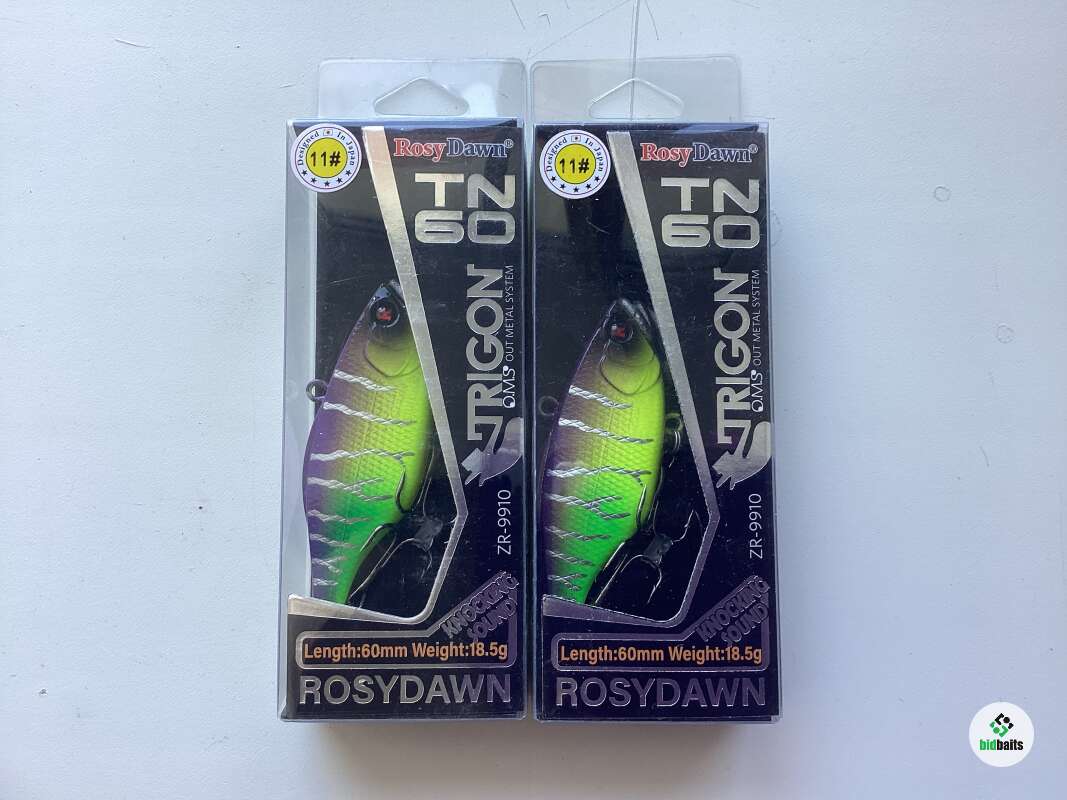 Designed In Japan
11#
RosyDawn®
TN
60
TRIGON
O.M.S OUT METAL SYSTEM
ZR-9910
KNOCKING
SOUND!
Length:60mm Weight:18.5g
ROSYDAWN
Designed In Japan
11#
RosyDawn®
TN
60
TRIGON
O.M.S OUT METAL SYSTEM
ZR-9910
KNOCKING
SOUND!
Length:60mm Weight:18.5g
ROSYDAWN
bidbaits